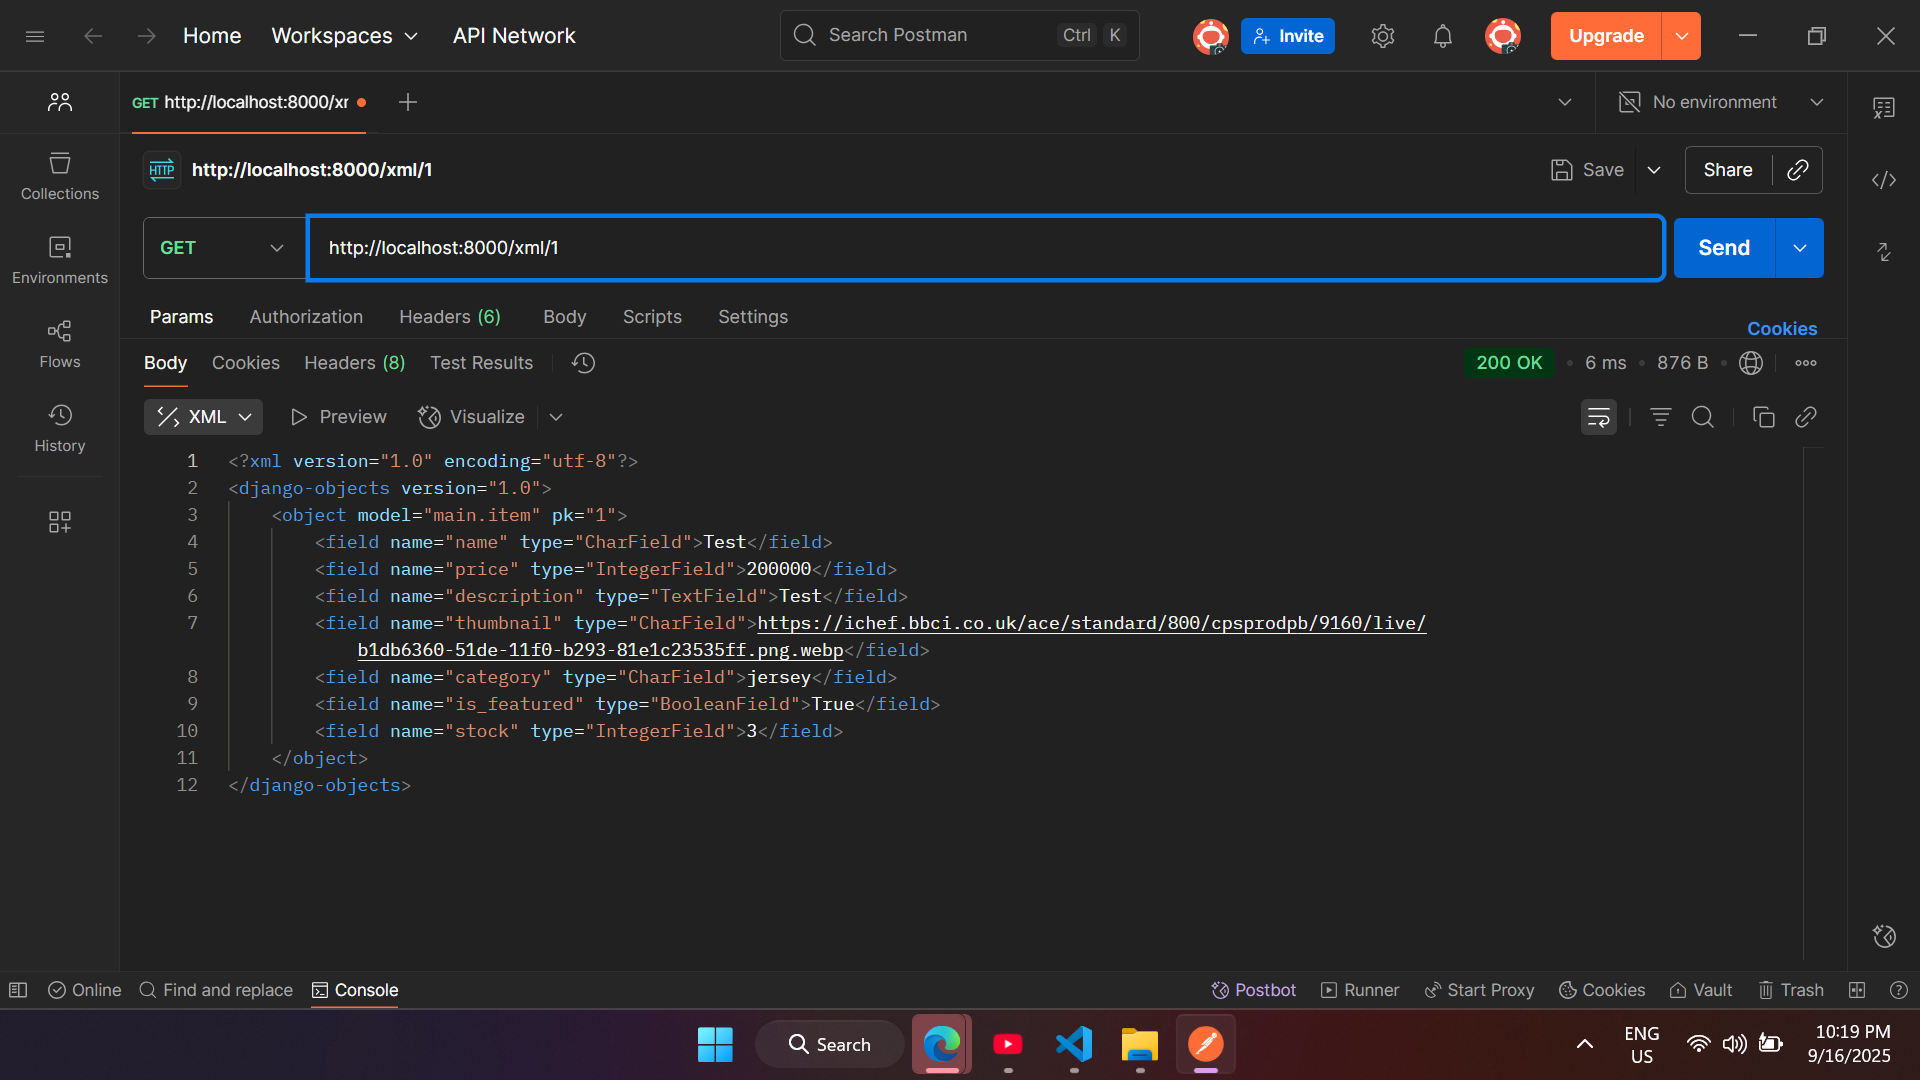 Home Workspaces API Network Search Postman Ctrl K Invite Upgrade
GET http://localhost:8000/xr No environment
HTTP http://localhost:8000/xml/1 Save Share
Collections
GET http://localhost:8000/xml/1 Send
Environments
Params Authorization Headers (6) Body Scripts Settings Cookies
Flows
Body Cookies Headers (8) Test Results 200 OK 6 ms 876 B
History
XML Preview Visualize
1 <?xml version="1.0" encoding="utf-8"?>
2 <django-objects version="1.0">
3 <object model="main.item" pk="1">
4 <field name="name" type="CharField">Test</field>
5 <field name="price" type="IntegerField">200000</field>
6 <field name="description" type="TextField">Test</field>
7 <field name="thumbnail" type="CharField">https://ichef.bbci.co.uk/ace/standard/800/cpsprodpb/9160/live/
b1db6360-51de-11f0-b293-81e1c23535ff.png.webp</field>
8 <field name="category" type="CharField">jersey</field>
9 <field name="is_featured" type="BooleanField">True</field>
10 <field name="stock" type="IntegerField">3</field>
11 </object>
12 </django-objects>
Online Find and replace Console Postbot Runner Start Proxy Cookies Vault Trash
Search ENG US 10:19 PM
9/16/2025